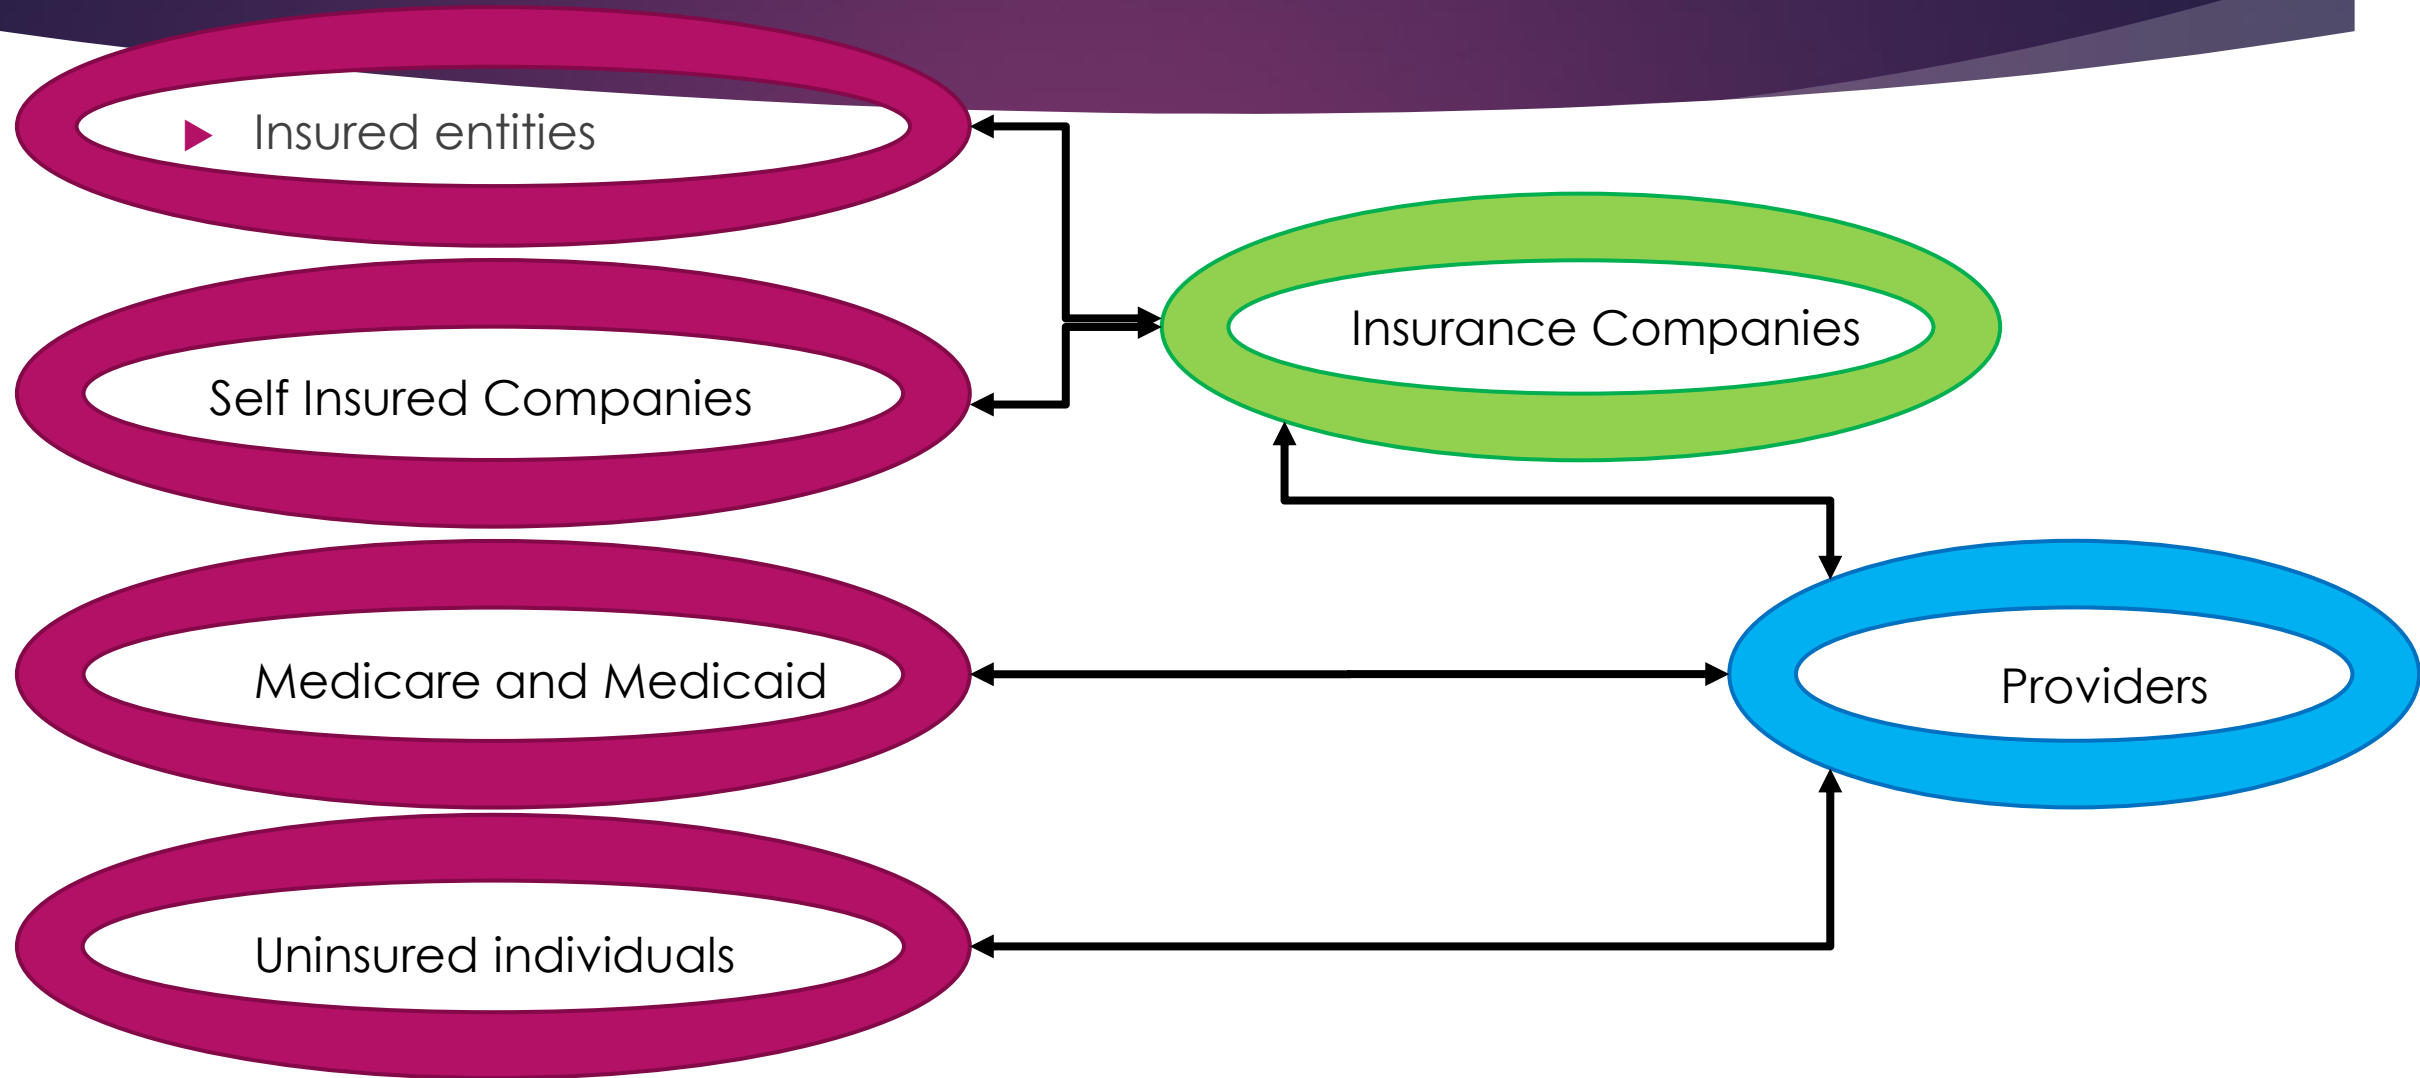 Insured entities
Self Insured Companies
Insurance Companies
Medicare and Medicaid
Providers
Uninsured individuals